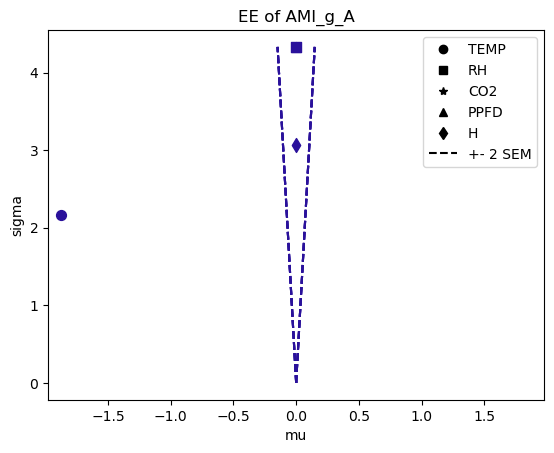 EE of AMI_g_A
TEMP
RH
CO2
PPFD
H
+- 2 SEM
sigma
4
3
2
1
0
−1.5
−1.0
−0.5
0.0
0.5
1.0
1.5
mu